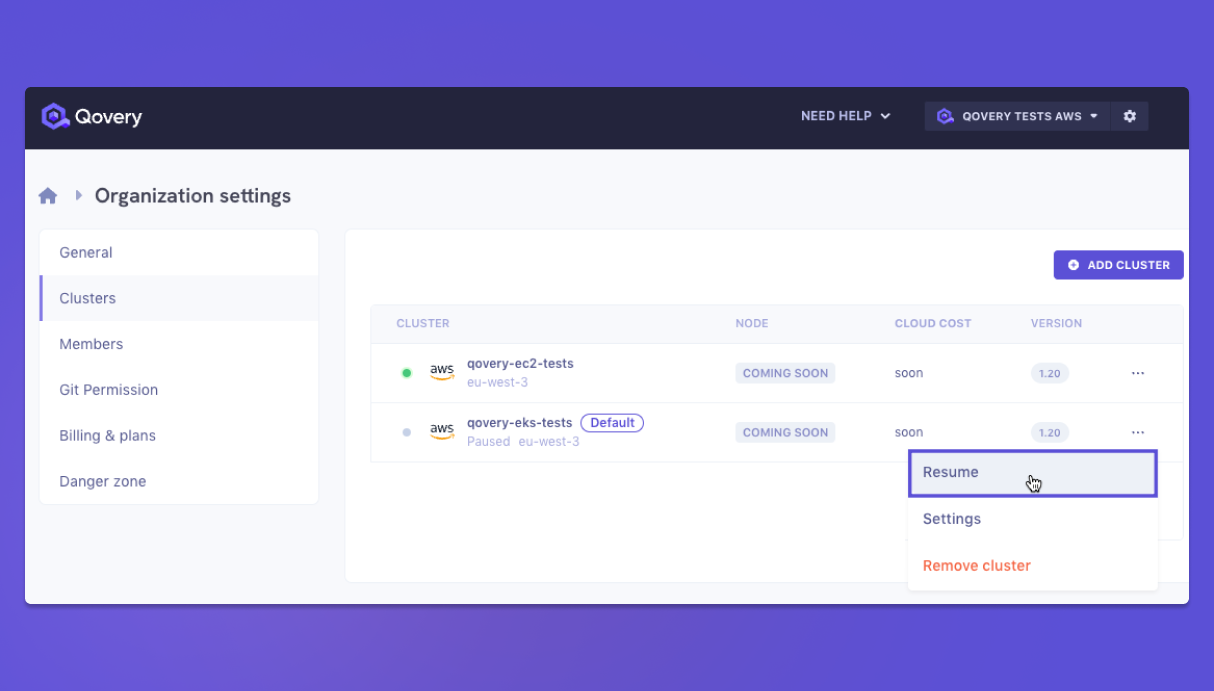 Qovery
NEED HELP
QOVERY TESTS AWS
Organization settings
General
Clusters
Members
Git Permission
Billing & plans
Danger zone
ADD CLUSTER
CLUSTER NODE CLOUD COST VERSION
aws qovery-ec2-tests COMING SOON soon 1.20 ...
eu-west-3
aws qovery-eks-tests Default COMING SOON soon 1.20 ...
Paused eu-west-3
Resume
Settings
Remove cluster